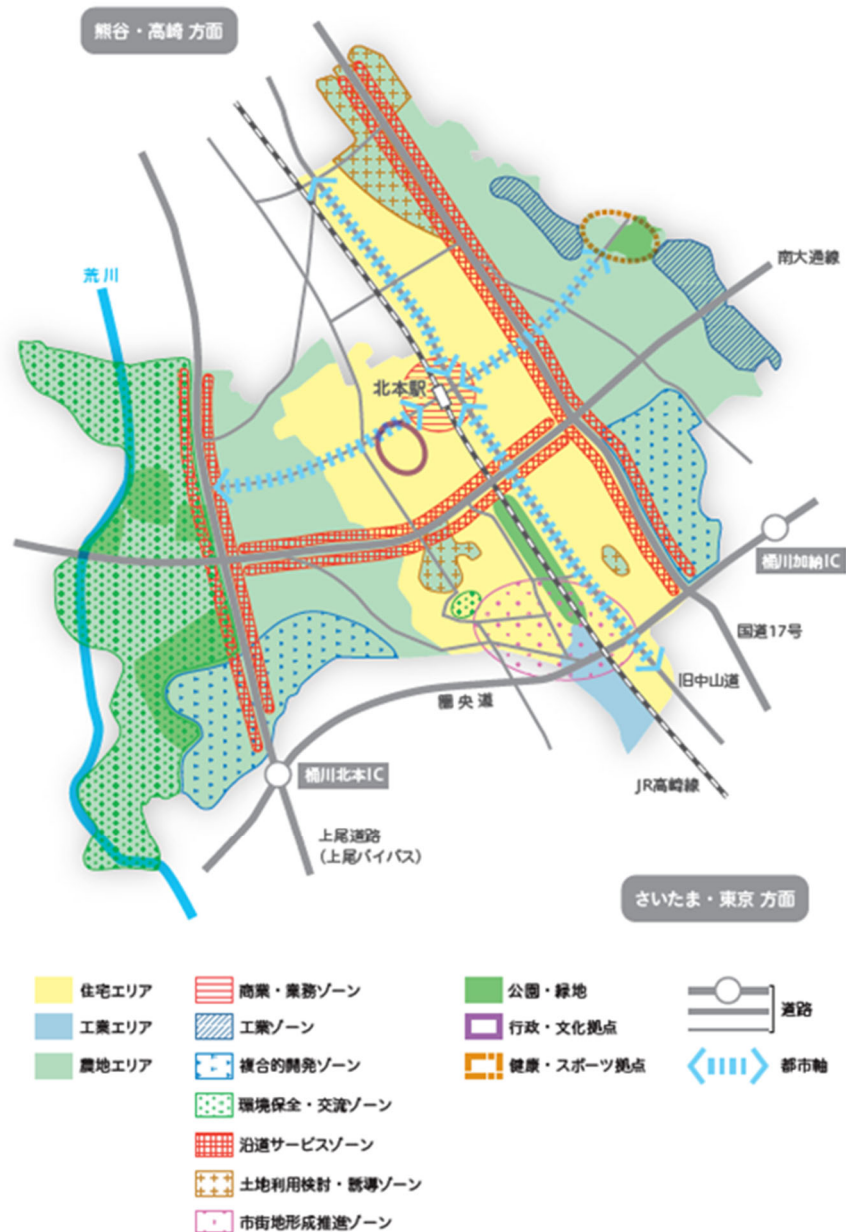 熊谷・高崎 方面
荒川
南大通線
北本駅
桶川加納IC
国道17号
旧中山道
圏央道
桶川北本IC
JR高崎線
上尾道路
(上尾バイパス)
さいたま・東京 方面
住宅エリア
工業エリア
農地エリア
商業・業務ゾーン
工業ゾーン
複合的開発ゾーン
環境保全・交流ゾーン
沿道サービスゾーン
土地利用検討・誘導ゾーン
市街地形成推進ゾーン
公園・緑地
行政・文化拠点
健康・スポーツ拠点
道路
都市軸